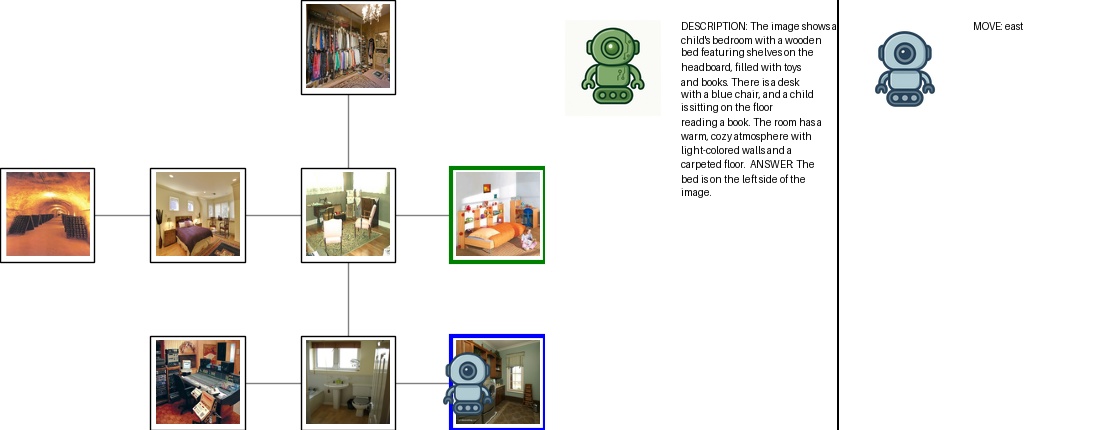 DESCRIPTION: The image shows a
child's bedroom with a wooden
bed featuring shelves on the
headboard, filled with toys
and books. There is a desk
with a blue chair, and a child
is sitting on the floor
reading a book. The room has a
warm, cozy atmosphere with
light-colored walls and a
carpeted floor. ANSWER: The
bed is on the left side of the
image.
MOVE: east